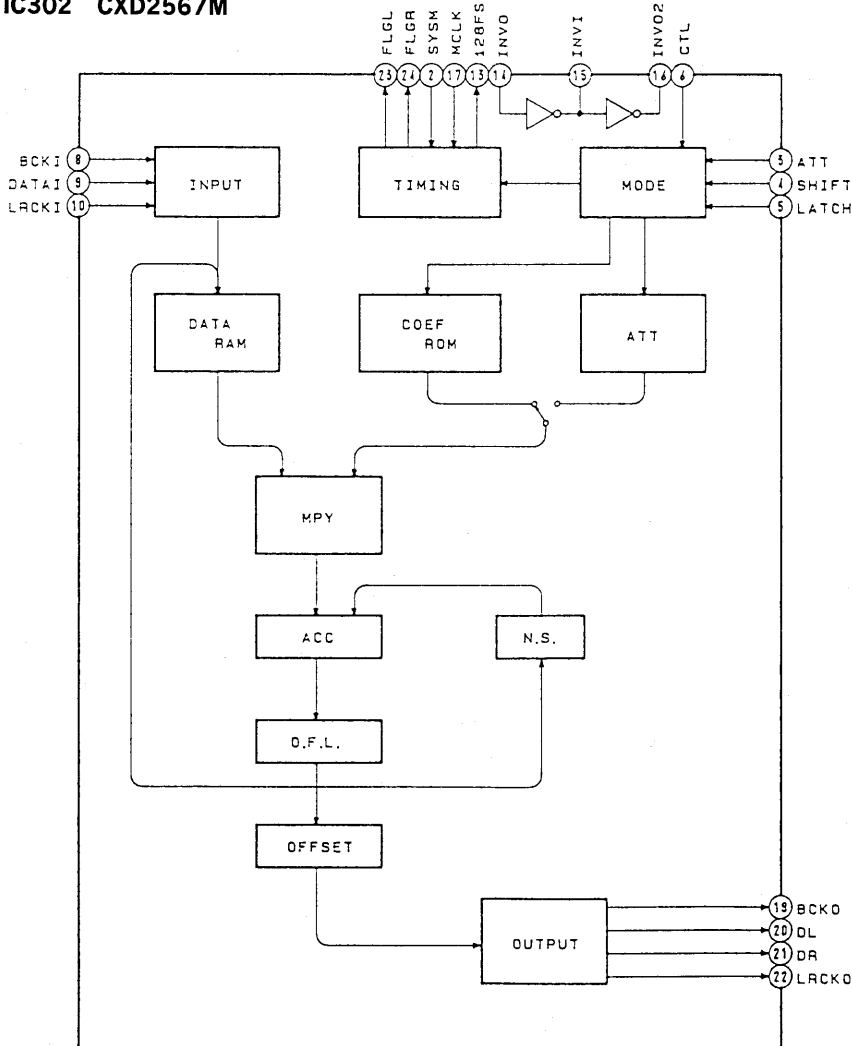 IC302 CXD2567M
FLGL
FLGR
SYSM
MCLK
128FS
INVO
INVI
INVO2
CTL
23
24
2
17
13
14
15
16
6
BCKI 8
DATAI 9
LRCKI 10
INPUT
TIMING
MODE
3 ATT
4 SHIFT
5 LATCH
DATA
RAM
COEF
ROM
ATT
MPY
ACC
N.S.
O.F.L.
OFFSET
OUTPUT
19 BCKO
20 DL
21 DR
22 LRCKO